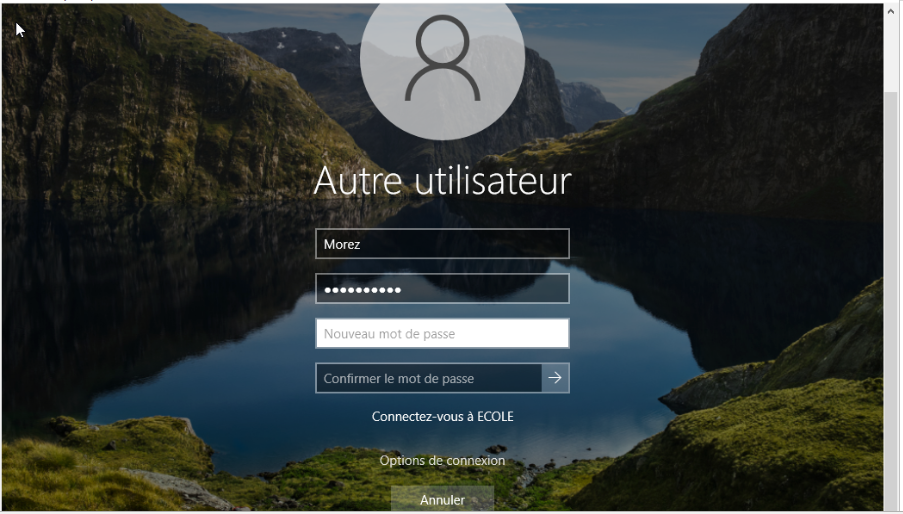 Autre utilisateur
Morez
Nouveau mot de passe
Confirmer le mot de passe
Connectez-vous à ECOLE
Options de connexion
Annuler